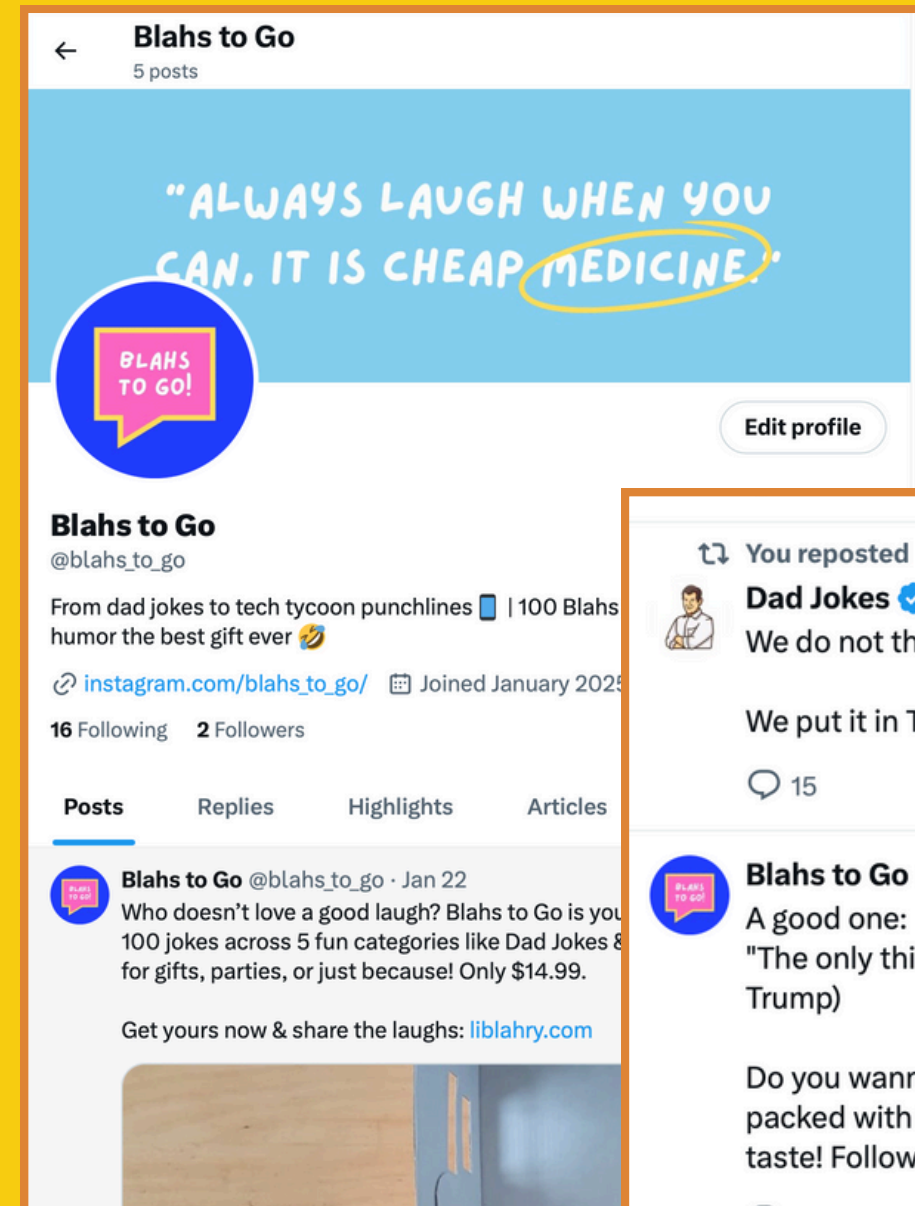 Blahs to Go
5 posts
"ALWAYS LAUGH WHEN YOU
CAN, IT IS CHEAP MEDICINE."
BLAHS
TO GO!
Edit profile
Blahs to Go
@blahs_to_go
From dad jokes to tech tycoon punchlines 📱 | 100 Blahs
humor the best gift ever 🤣
instagram.com/blahs_to_go/ Joined January 2025
16 Following 2 Followers
Posts Replies Highlights Articles
BLAHS
TO GO!
Blahs to Go @blahs_to_go · Jan 22
Who doesn’t love a good laugh? Blahs to Go is
100 jokes across 5 fun categories like Dad Jokes &
for gifts, parties, or just because! Only $14.99.
Get yours now & share the laughs: liblahry.com
You reposted
Dad Jokes
We do not
We put it in
15
BLAHS
TO GO!
Blahs to Go
A good one:
"The only
Trump)
Do you
packed with
taste! Follow